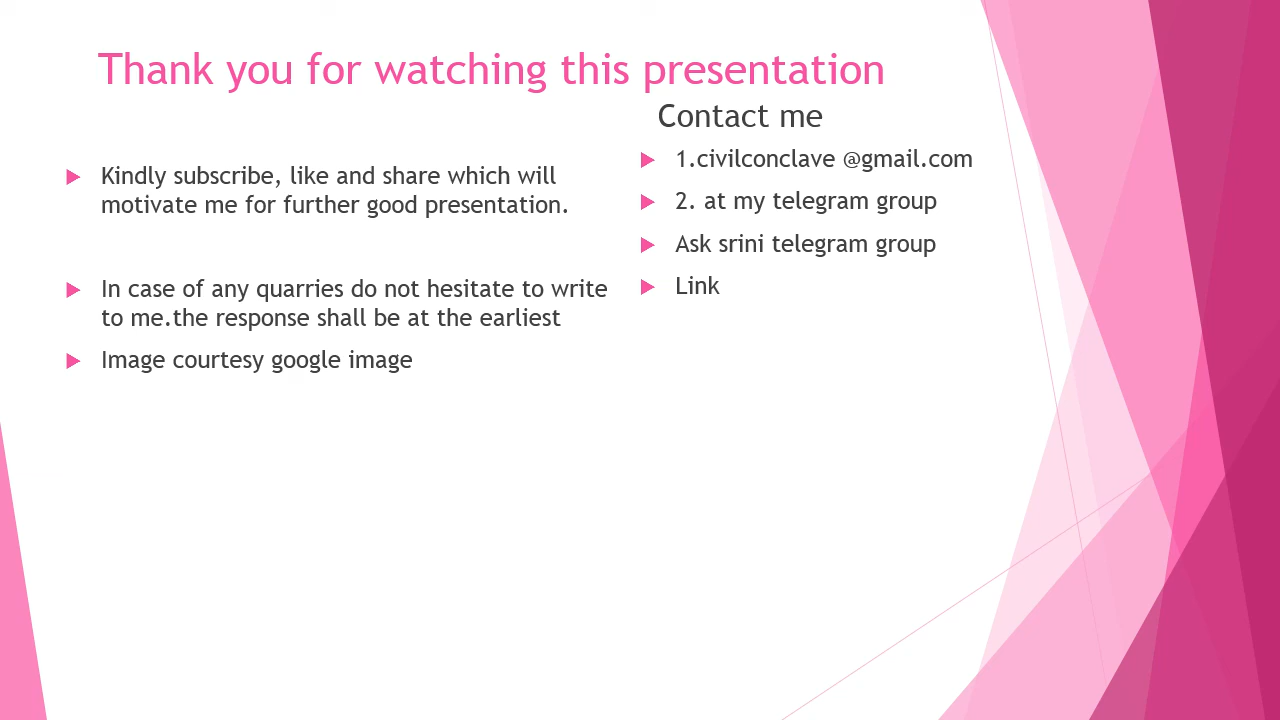 Thank you for watching this presentation
Kindly subscribe, like and share which will
motivate me for further good presentation.
In case of any quarries do not hesitate to write
to me.the response shall be at the earliest
Image courtesy google image
Contact me
1.civilconclave @gmail.com
2. at my telegram group
Ask srini telegram group
Link